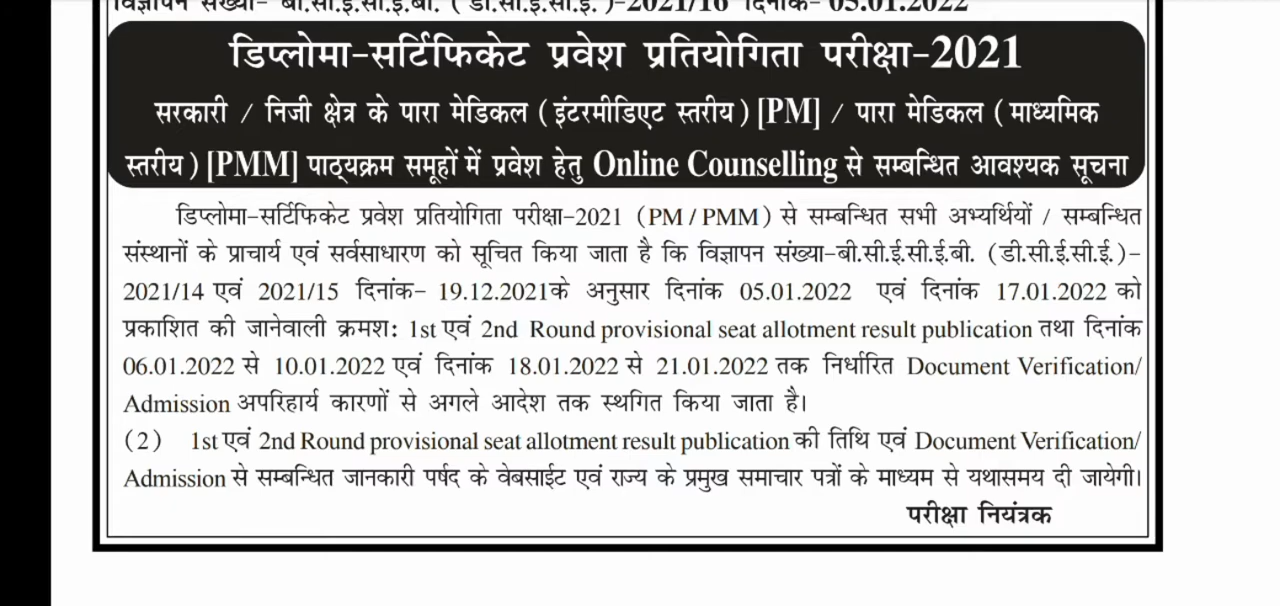 विज्ञापन संख्या- बी.सी.ई.सी.ई.बी. ( डी.सी.ई.सी.ई. )-2021/16 दिनांक- 05.01.2022
डिप्लोमा-सर्टिफिकेट प्रवेश प्रतियोगिता परीक्षा-2021
सरकारी / निजी क्षेत्र के पारा मेडिकल ( इंटरमीडिएट स्तरीय ) [PM] / पारा मेडिकल ( माध्यमिक
स्तरीय ) [PMM] पाठ्यक्रम समूहों में प्रवेश हेतु Online Counselling से सम्बन्धित आवश्यक सूचना
डिप्लोमा-सर्टिफिकेट प्रवेश प्रतियोगिता परीक्षा-2021 (PM / PMM) से सम्बन्धित सभी अभ्यर्थियों / सम्बन्धित
संस्थानों के प्राचार्य एवं सर्वसाधारण को सूचित किया जाता है कि विज्ञापन संख्या-बी.सी.ई.सी.ई.बी. (डी.सी.ई.सी.ई.)-
2021/14 एवं 2021/15 दिनांक- 19.12.2021के अनुसार दिनांक 05.01.2022 एवं दिनांक 17.01.2022 को
प्रकाशित की जानेवाली क्रमश: 1st एवं 2nd Round provisional seat allotment result publication तथा दिनांक
06.01.2022 से 10.01.2022 एवं दिनांक 18.01.2022 से 21.01.2022 तक निर्धारित Document Verification/
Admission अपरिहार्य कारणों से अगले आदेश तक स्थगित किया जाता है।
(2) 1st एवं 2nd Round provisional seat allotment result publication की तिथि एवं Document Verification/
Admission से सम्बन्धित जानकारी पर्षद के वेबसाईट एवं राज्य के प्रमुख समाचार पत्रों के माध्यम से यथासमय दी जायेगी।
परीक्षा नियंत्रक